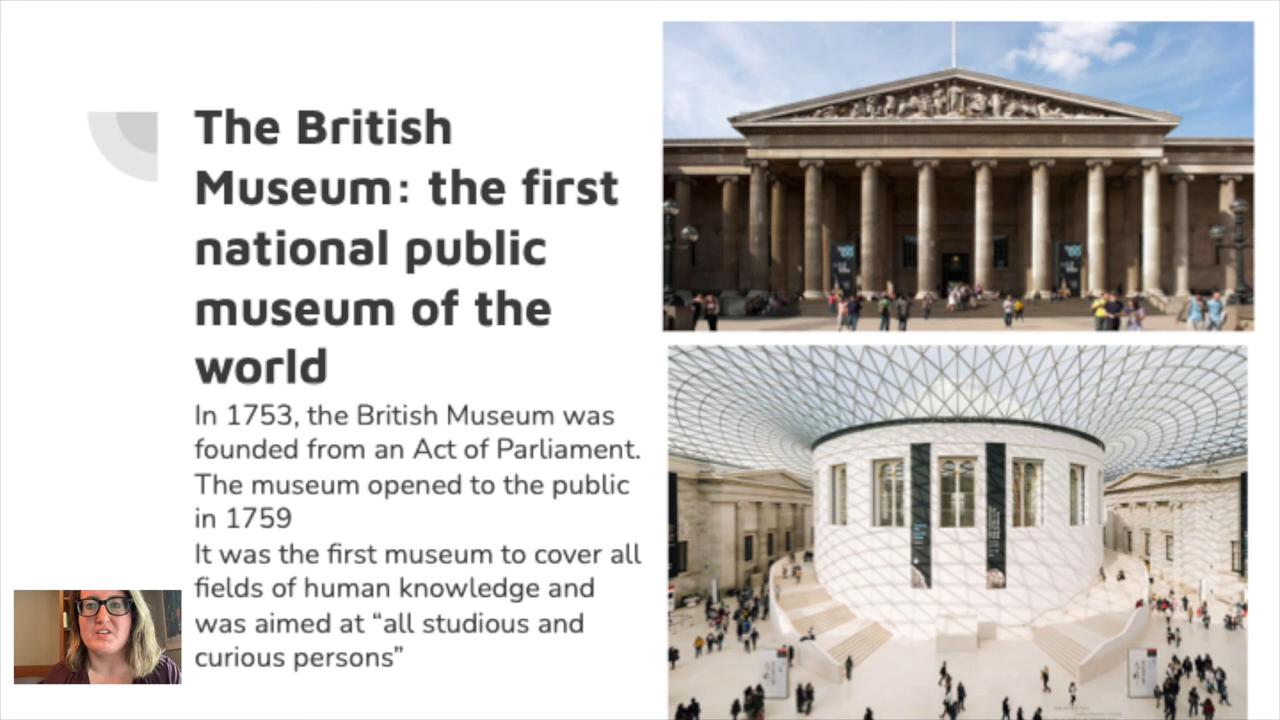 The British
Museum: the first
national public
museum of the
world
In 1753, the British Museum was
founded from an Act of Parliament.
The museum opened to the public
in 1759
It was the first museum to cover all
fields of human knowledge and
was aimed at “all studious and
curious persons”